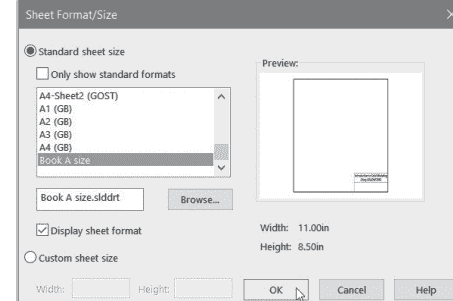 Sheet Format/Size
Standard sheet size
Only show standard formats
A4-Sheet2 (GOST)
A1 (GB)
A2 (GB)
A3 (GB)
A4 (GB)
Book A size
Book A size.slddrt
Browse...
Display sheet format
Custom sheet size
Width:
Height:
Preview:
Width: 11.00in
Height: 8.50in
OK
Cancel
Help